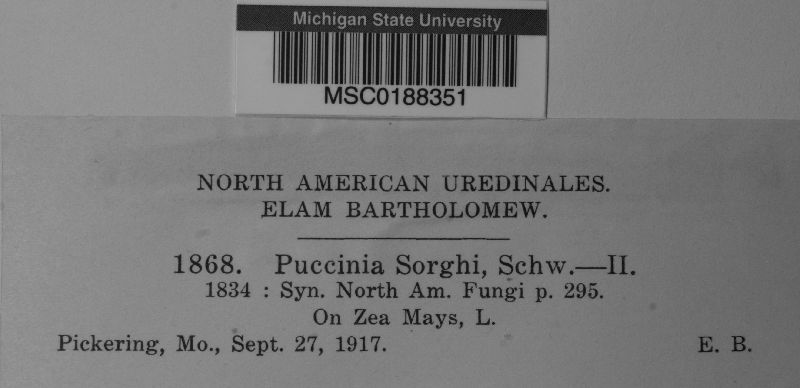 Michigan State University
MSC0188351
NORTH AMERICAN UREDINALES.
ELAM BARTHOLOMEW.
1868. Puccinia Sorghi, Schw.—II.
1834 : Syn. North Am. Fungi p. 295.
On Zea Mays, L.
Pickering, Mo., Sept. 27, 1917. E. B.